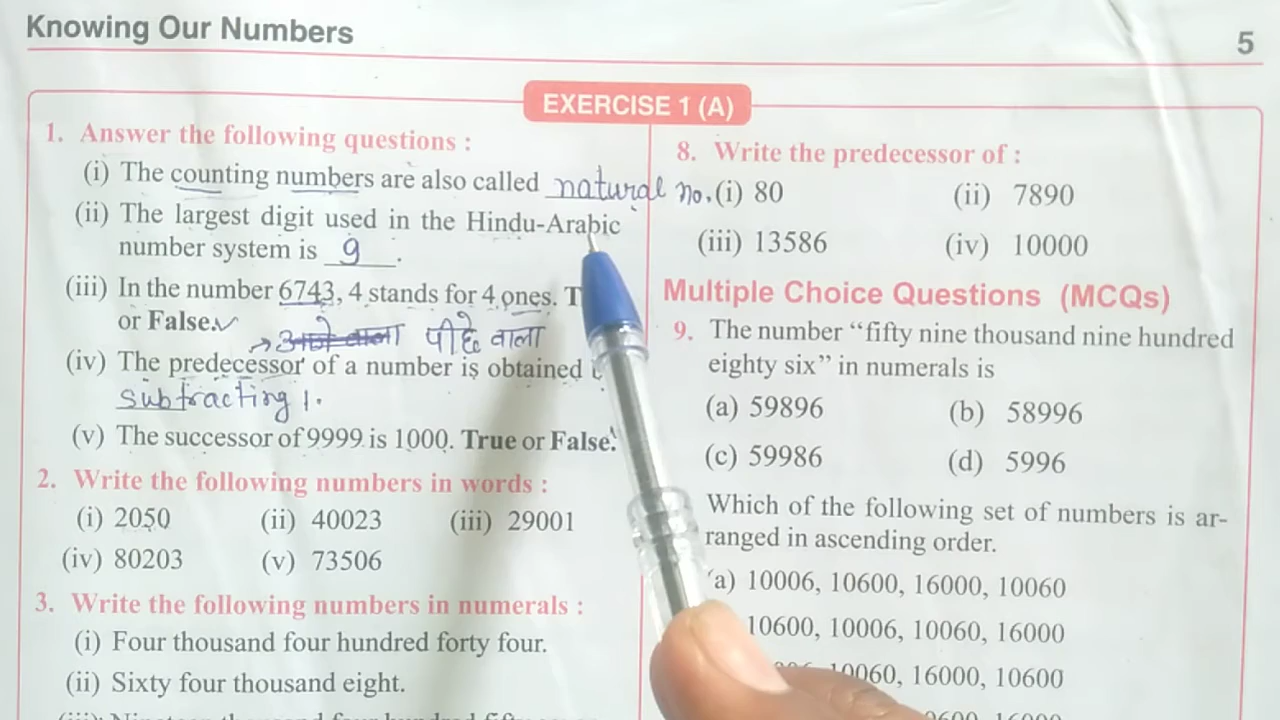 Knowing Our Numbers
5
EXERCISE 1 (A)
1. Answer the following questions :
(i) The counting numbers are also called natural no.
(ii) The largest digit used in the Hindu-Arabic
number system is 9.
(iii) In the number 6743, 4 stands for 4 ones. T
or False.✓
→ आने वाला पीछे वाला
(iv) The predecessor of a number is obtained
subtracting 1.
(v) The successor of 9999 is 1000. True or False.
2. Write the following numbers in words :
(i) 2050 (ii) 40023 (iii) 29001
(iv) 80203 (v) 73506
3. Write the following numbers in numerals :
(i) Four thousand four hundred forty four.
(ii) Sixty four thousand eight.
8. Write the predecessor of :
(i) 80 (ii) 7890
(iii) 13586 (iv) 10000
Multiple Choice Questions (MCQs)
9. The number “fifty nine thousand nine hundred
eighty six” in numerals is
(a) 59896 (b) 58996
(c) 59986 (d) 5996
Which of the following set of numbers is ar-
ranged in ascending order.
a) 10006, 10600, 16000, 10060
10600, 10006, 10060, 16000
10060, 16000, 10600